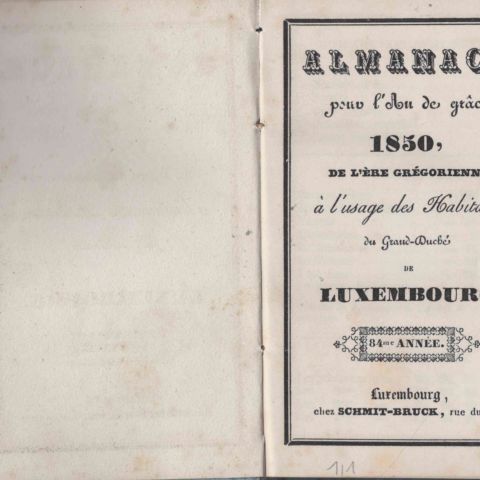 ALMANAC
pour l'An de grâc
1850,
DE L'ÈRE GRÉGORIENN
à l'usage des Habita
du Grand-Duché
DE
LUXEMBOURG
84me ANNÉE.
Luxembourg,
chez SCHMIT-BRUCK, rue du
1/1